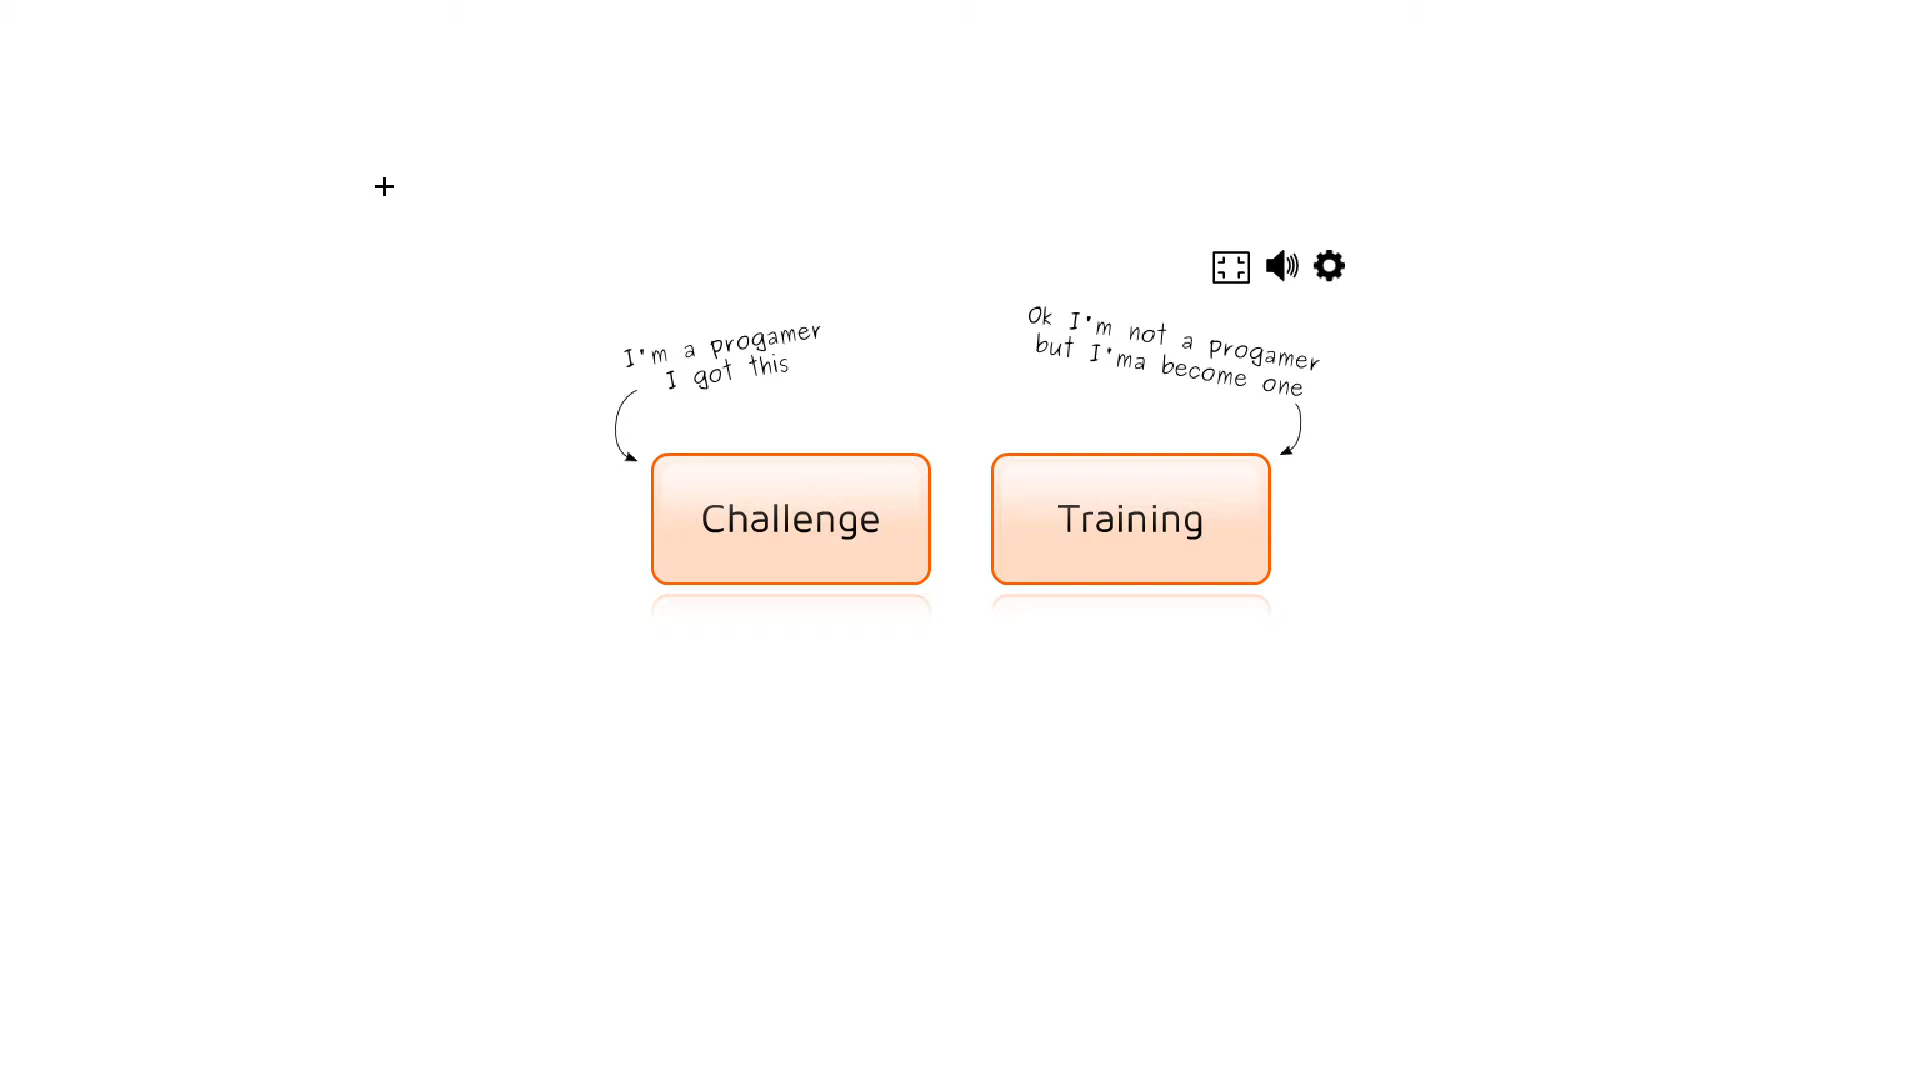 I'm a progamer
I got this
Ok I'm not a progamer
but I'ma become one
Challenge
Training